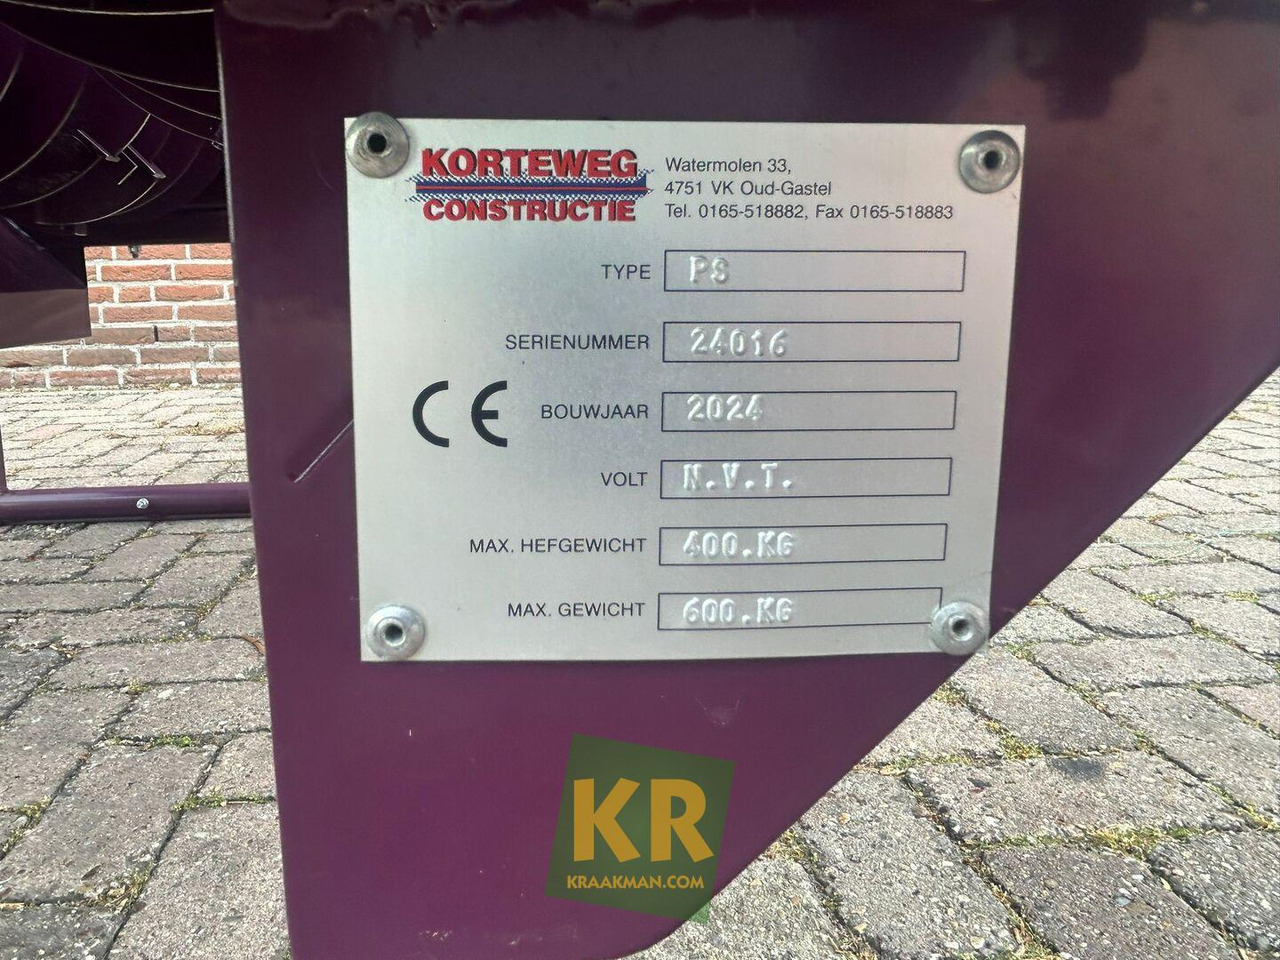 KORTEWEG
CONSTRUCTIE
Watermolen 33,
4751 VK Oud-Gastel
Tel. 0165-518882, Fax 0165-518883
TYPE PS
SERIENUMMER 24016
CE BOUWJAAR 2024
VOLT N.V.T.
MAX. HEFGEWICHT 400.KG
MAX. GEWICHT 600.KG
KR
KRAAKMAN.COM